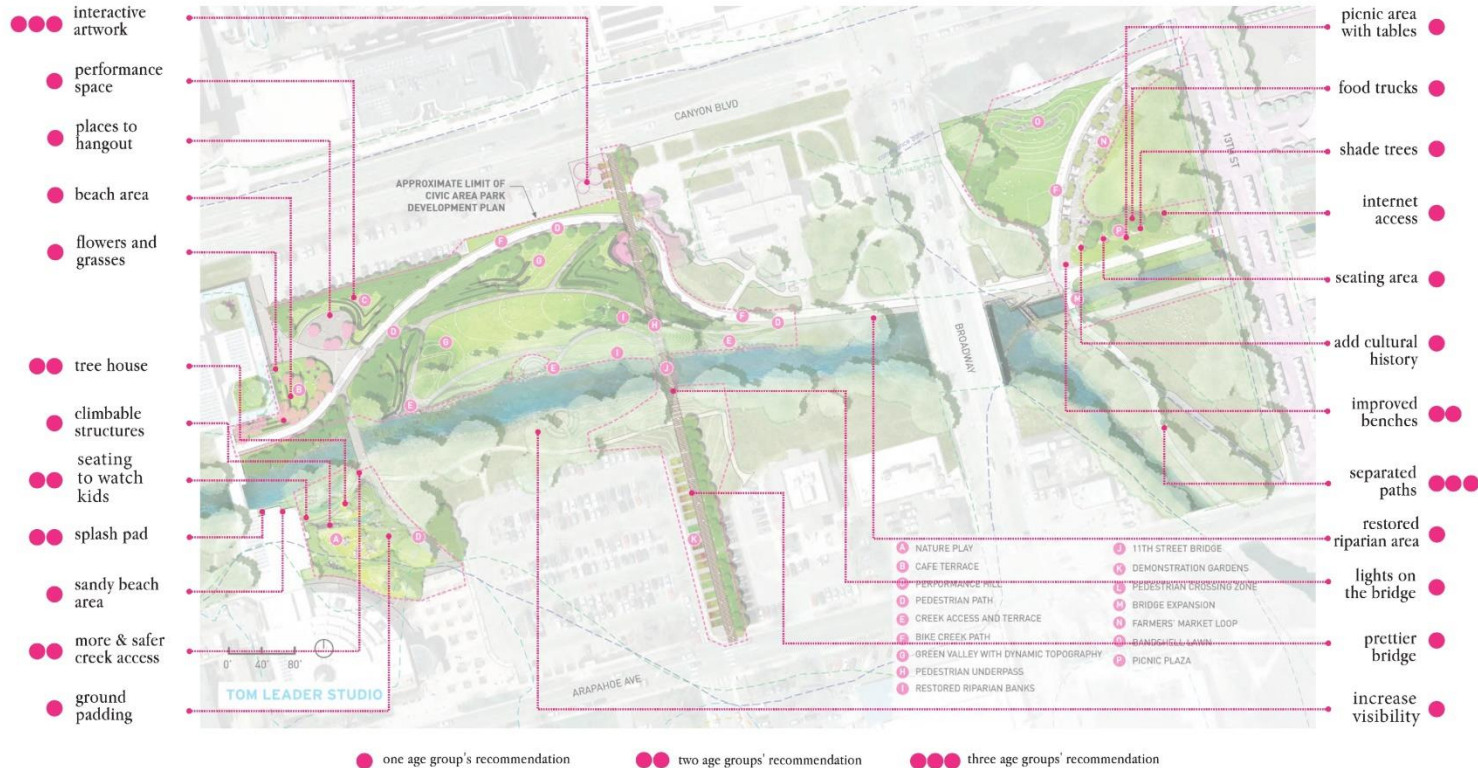 interactive
artwork
performance
space
places to
hangout
beach area
flowers and
grasses
tree house
climbable
structures
seating
to watch
kids
splash pad
sandy beach
area
more & safer
creek access
ground
padding
CANYON BLVD
APPROXIMATE LIMIT OF
CIVIC AREA PARK
DEVELOPMENT PLAN
BROADWAY
13TH ST
ARAPAHOE AVE
C
B
A
D
D
E
G
F
D
G
I
I
E
H
J
F
D
E
K
O
N
F
P
M
0' 40' 80'
TOM LEADER STUDIO
A NATURE PLAY
B CAFE TERRACE
C PERFORMANCE HILL
D PEDESTRIAN PATH
E CREEK ACCESS AND TERRACE
F BIKE CREEK PATH
G GREEN VALLEY WITH DYNAMIC TOPOGRAPHY
H PEDESTRIAN UNDERPASS
I RESTORED RIPARIAN BANKS
J 11TH STREET BRIDGE
K DEMONSTRATION GARDENS
L PEDESTRIAN CROSSING ZONE
M BRIDGE EXPANSION
N FARMERS' MARKET LOOP
O BANDSHELL LAWN
P PICNIC PLAZA
picnic area
with tables
food trucks
shade trees
internet
access
seating area
add cultural
history
improved
benches
separated
paths
restored
riparian area
lights on
the bridge
prettier
bridge
increase
visibility
one age group's recommendation
two age groups' recommendation
three age groups' recommendation